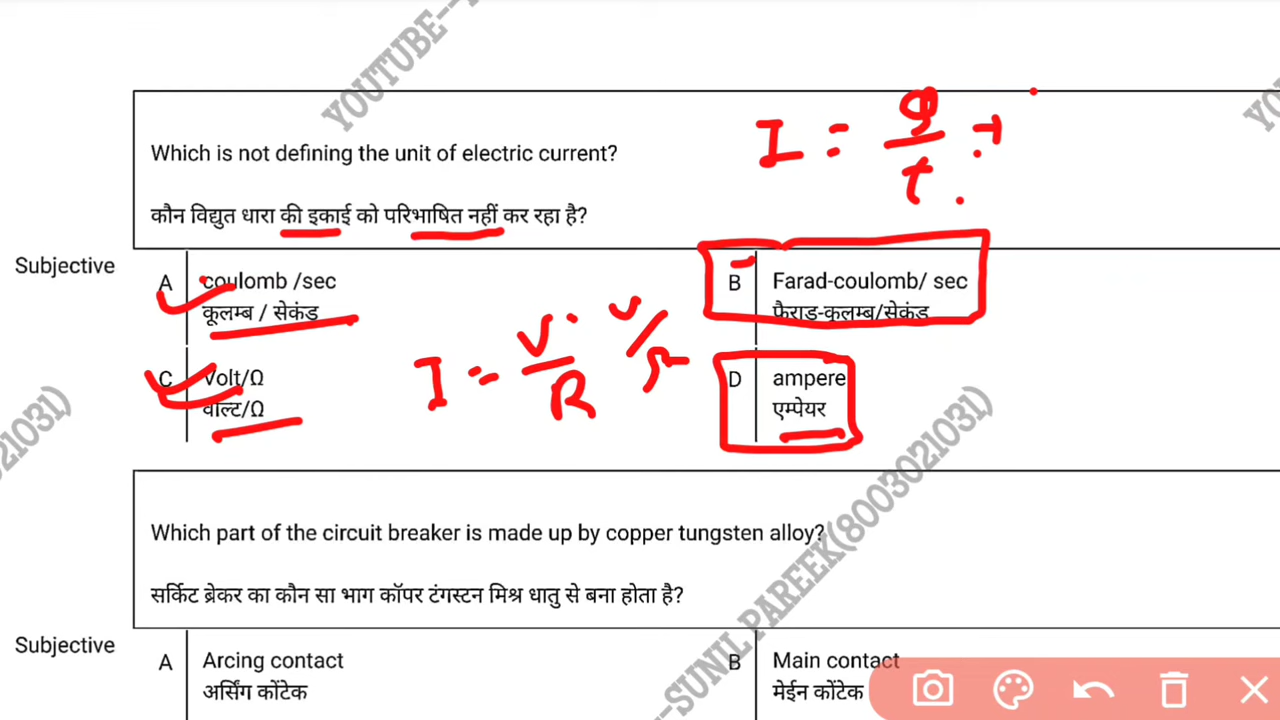 YOUTUBE--
Which is not defining the unit of electric current?
I = Q/t
कौन विद्युत धारा की इकाई को परिभाषित नहीं कर रहा है?
Subjective
A coulomb /sec
कूलम्ब / सेकंड
B Farad-coulomb/ sec
फैराड-कूलम्ब/सेकंड
I = V/R V/Ω
C Volt/Ω
वोल्ट/Ω
D ampere
एम्पेयर
Which part of the circuit breaker is made up by copper tungsten alloy?
सर्किट ब्रेकर का कौन सा भाग कॉपर टंगस्टन मिश्र धातु से बना होता है?
Subjective
A Arcing contact
अर्सिंग कोंटेक
B Main contact
मेईन कोंटेक
-SUNIL PAREEK(8003021031)
21031)
YO